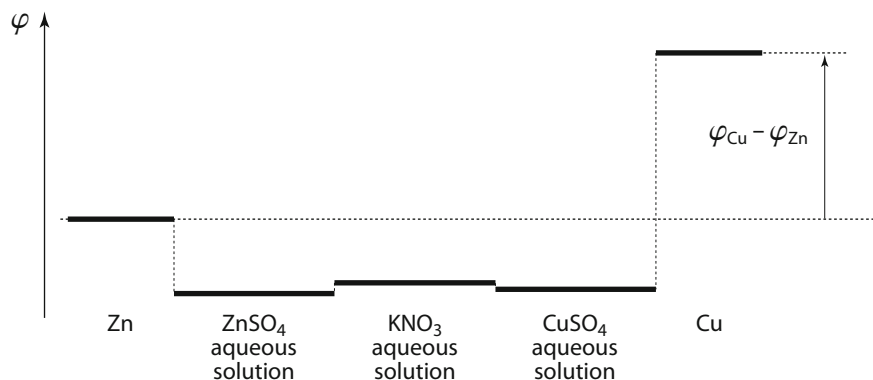 φ
φCu – φZn
Zn
ZnSO4
aqueous
solution
KNO3
aqueous
solution
CuSO4
aqueous
solution
Cu